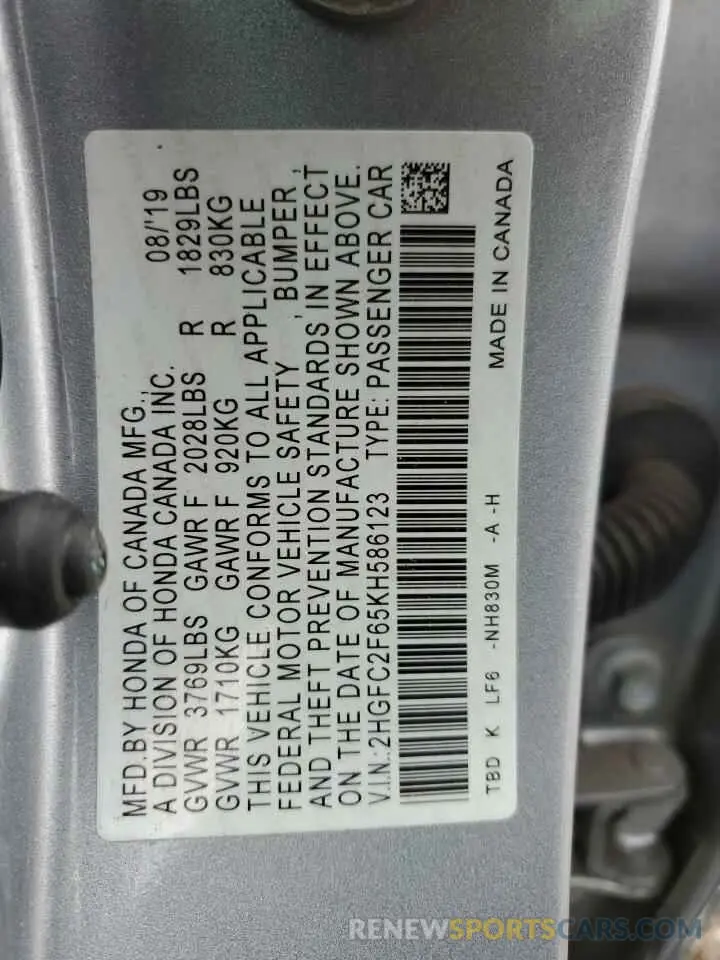 MFD.BY HONDA OF CANADA MFG.,
A DIVISION OF HONDA CANADA INC. 08/'19
GVWR 3769LBS GAWR F 2028LBS R 1829LBS
GVWR 1710KG GAWR F 920KG R 830KG
THIS VEHICLE CONFORMS TO ALL APPLICABLE
FEDERAL MOTOR VEHICLE SAFETY , BUMPER ,
AND THEFT PREVENTION STANDARDS IN EFFECT
ON THE DATE OF MANUFACTURE SHOWN ABOVE.
V.I.N.:2HGFC2F65KH586123 TYPE: PASSENGER CAR
TBD K LF6 -NH830M -A -H MADE IN CANADA
RENEWSPORTSCARS.COM